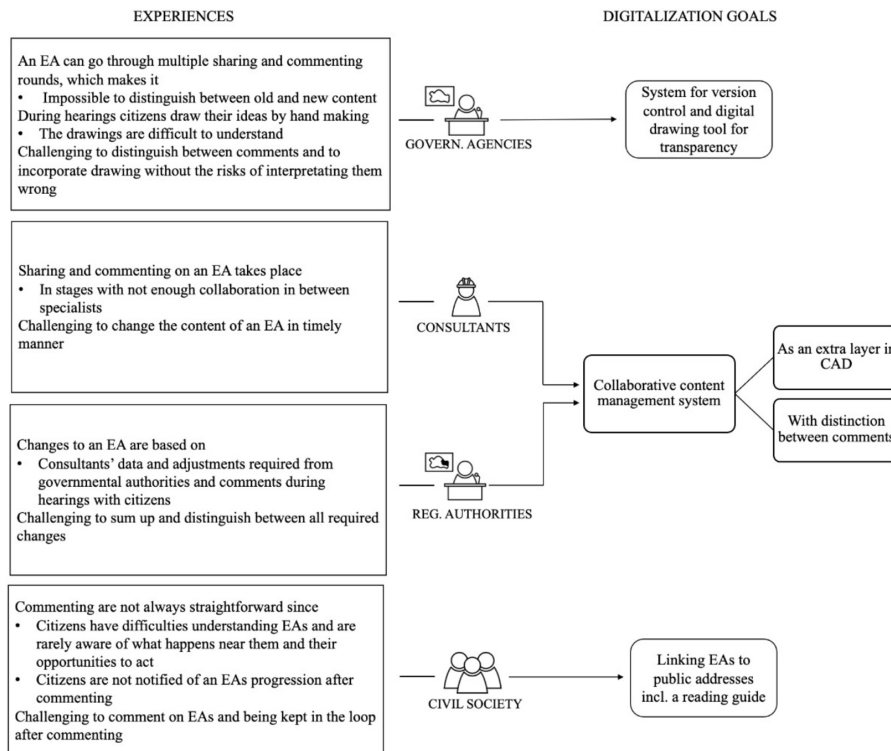 EXPERIENCES
DIGITALIZATION GOALS
An EA can go through multiple sharing and commenting
rounds, which makes it
• Impossible to distinguish between old and new content
During hearings citizens draw their ideas by hand making
• The drawings are difficult to understand
Challenging to distinguish between comments and to
incorporate drawing without the risks of interpretating them
wrong
GOVERN. AGENCIES
System for version
control and digital
drawing tool for
transparency
Sharing and commenting on an EA takes place
• In stages with not enough collaboration in between
specialists
Challenging to change the content of an EA in timely
manner
CONSULTANTS
Changes to an EA are based on
• Consultants’ data and adjustments required from
governmental authorities and comments during
hearings with citizens
Challenging to sum up and distinguish between all required
changes
REG. AUTHORITIES
Collaborative content
management system
As an extra layer in
CAD
With distinction
between comments
Commenting are not always straightforward since
• Citizens have difficulties understanding EAs and are
rarely aware of what happens near them and their
opportunities to act
• Citizens are not notified of an EAs progression after
commenting
Challenging to comment on EAs and being kept in the loop
after commenting
CIVIL SOCIETY
Linking EAs to
public addresses
incl. a reading guide